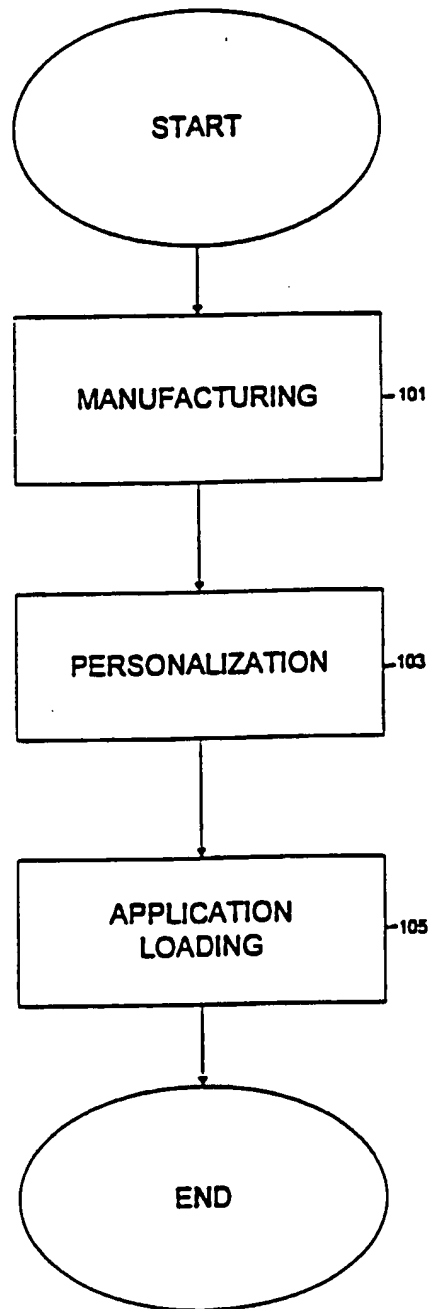 START
MANUFACTURING
101
PERSONALIZATION
103
APPLICATION
LOADING
105
END